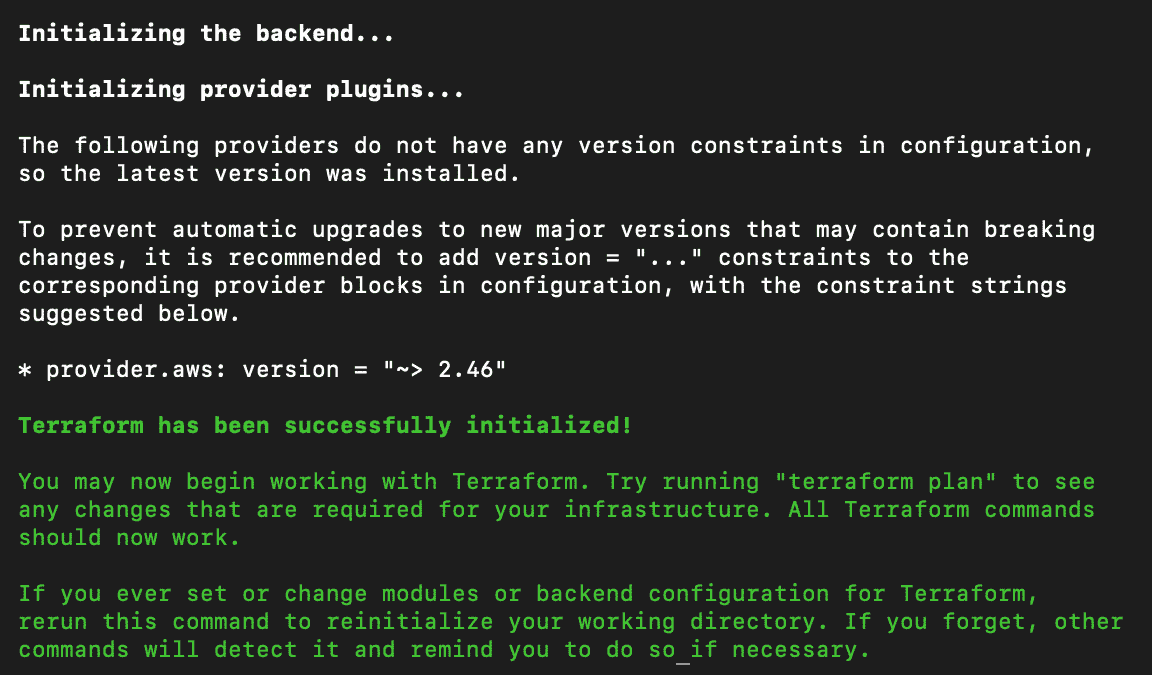 Initializing the backend...
Initializing provider plugins...
The following providers do not have any version constraints in configuration,
so the latest version was installed.
To prevent automatic upgrades to new major versions that may contain breaking
changes, it is recommended to add version = "..." constraints to the
corresponding provider blocks in configuration, with the constraint strings
suggested below.
* provider.aws: version = "~> 2.46"
Terraform has been successfully initialized!
You may now begin working with Terraform. Try running "terraform plan" to see
any changes that are required for your infrastructure. All Terraform commands
should now work.
If you ever set or change modules or backend configuration for Terraform,
rerun this command to reinitialize your working directory. If you forget, other
commands will detect it and remind you to do so if necessary.